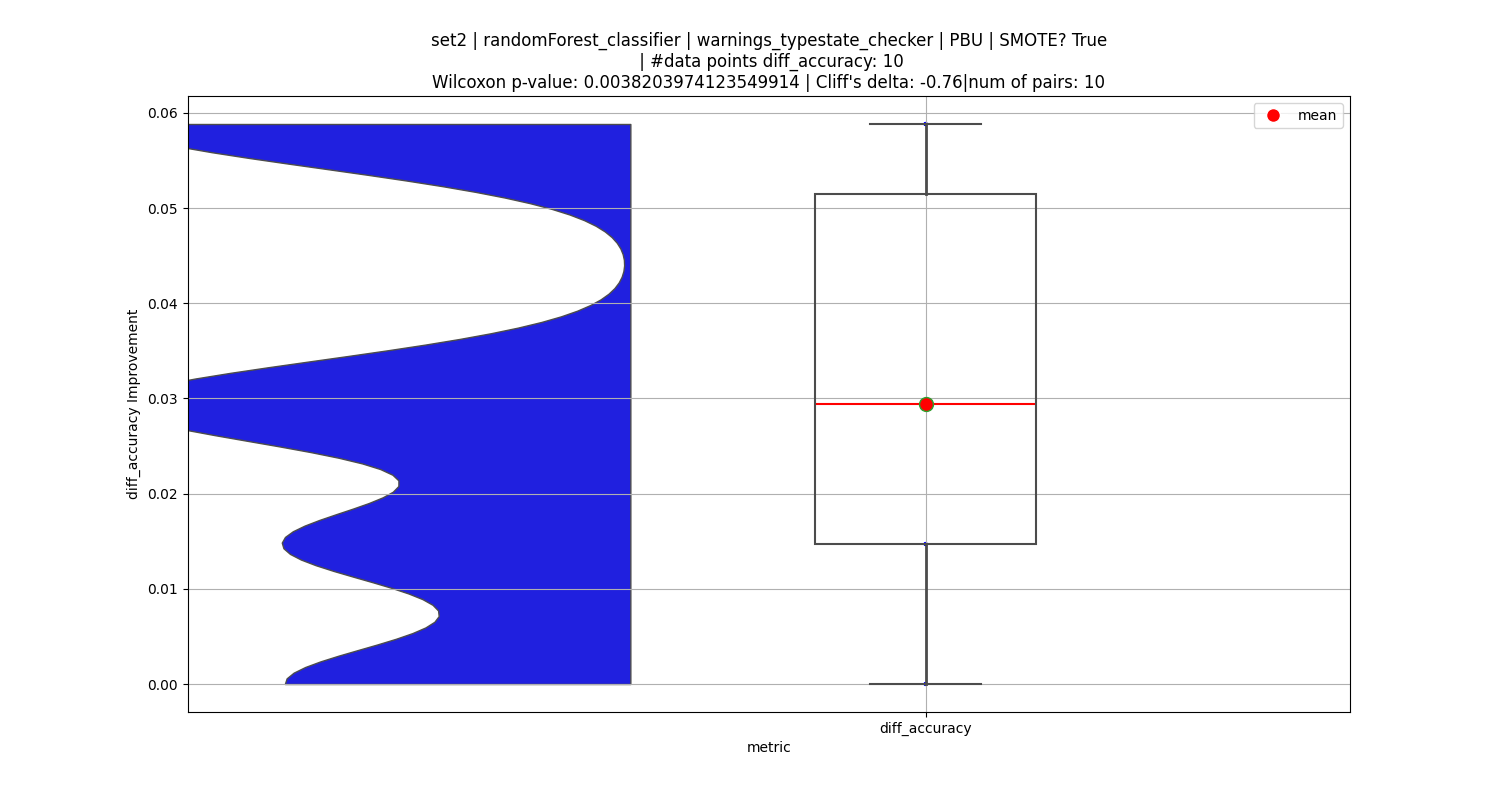 set2 | randomForest_classifier | warnings_typestate_checker | PBU | SMOTE? True
| #data points diff_accuracy: 10
Wilcoxon p-value: 0.0038203974123549914 | Cliff's delta: -0.76|num of pairs: 10
mean
0.06
0.05
0.04
0.03
0.02
0.01
0.00
diff_accuracy Improvement
diff_accuracy
metric